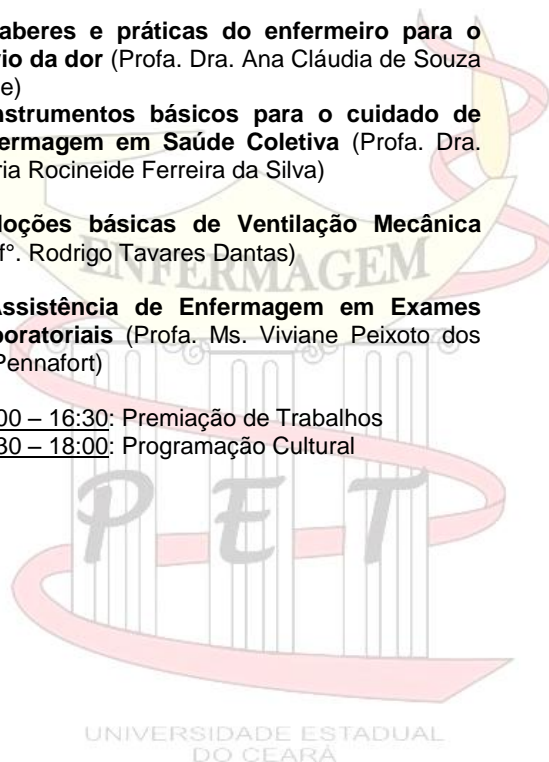 aberes e práticas do enfermeiro para o
io da dor (Profa. Dra. Ana Cláudia de Souza
e)
nstrumentos básicos para o cuidado de
ermagem em Saúde Coletiva (Profa. Dra.
ria Rocineide Ferreira da Silva)
loções básicas de Ventilação Mecânica
f°. Rodrigo Tavares Dantas)
ENFERMAGEM
Assistência de Enfermagem em Exames
boratoriais (Profa. Ms. Viviane Peixoto dos
Pennafort)
00 – 16:30: Premiação de Trabalhos
30 – 18:00: Programação Cultural
PET
UNIVERSIDADE ESTADUAL
DO CEARÁ